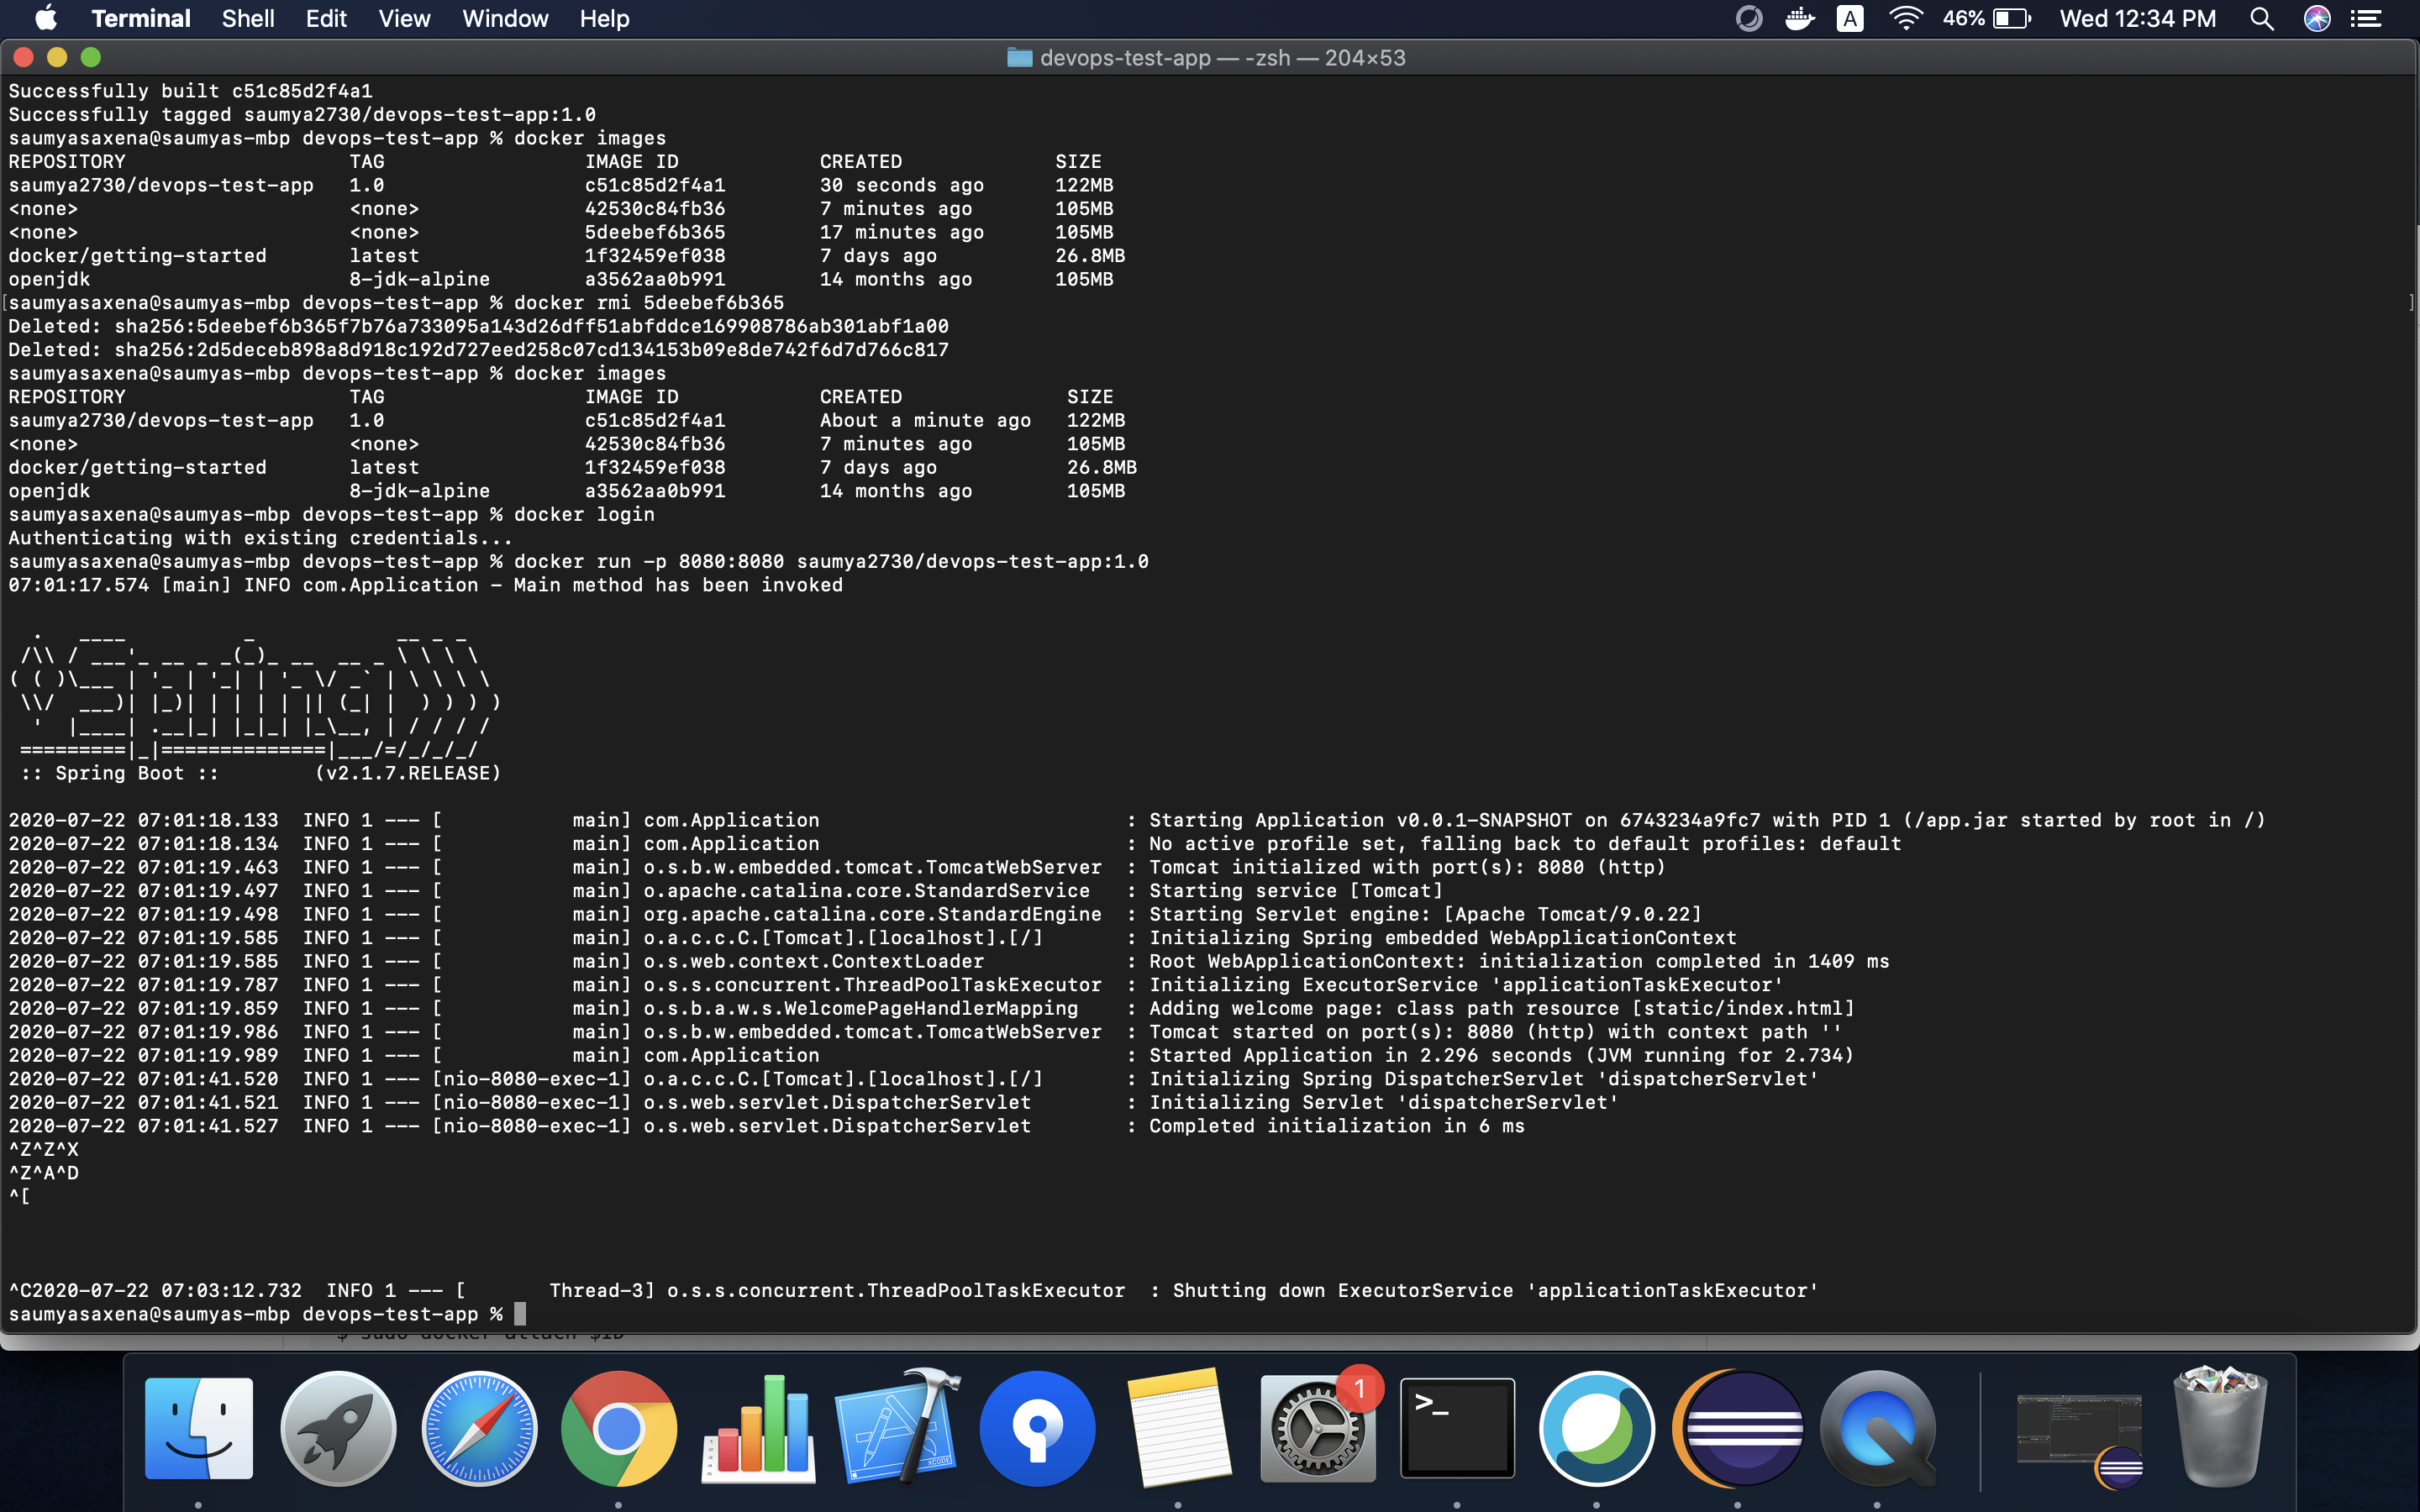 Terminal Shell Edit View Window Help A 46% Wed 12:34 PM
devops-test-app — -zsh — 204×53
Successfully built c51c85d2f4a1
Successfully tagged saumya2730/devops-test-app:1.0
saumyasaxena@saumyas-mbp devops-test-app % docker images
REPOSITORY TAG IMAGE ID CREATED SIZE
saumya2730/devops-test-app 1.0 c51c85d2f4a1 30 seconds ago 122MB
<none> <none> 42530c84fb36 7 minutes ago 105MB
<none> <none> 5deebef6b365 17 minutes ago 105MB
docker/getting-started latest 1f32459ef038 7 days ago 26.8MB
openjdk 8-jdk-alpine a3562aa0b991 14 months ago 105MB
[saumyasaxena@saumyas-mbp devops-test-app % docker rmi 5deebef6b365 ]
Deleted: sha256:5deebef6b365f7b76a733095a143d26dff51abfddce169908786ab301abf1a00
Deleted: sha256:2d5deceb898a8d918c192d727eed258c07cd134153b09e8de742f6d7d766c817
saumyasaxena@saumyas-mbp devops-test-app % docker images
REPOSITORY TAG IMAGE ID CREATED SIZE
saumya2730/devops-test-app 1.0 c51c85d2f4a1 About a minute ago 122MB
<none> <none> 42530c84fb36 7 minutes ago 105MB
docker/getting-started latest 1f32459ef038 7 days ago 26.8MB
openjdk 8-jdk-alpine a3562aa0b991 14 months ago 105MB
saumyasaxena@saumyas-mbp devops-test-app % docker login
Authenticating with existing credentials...
saumyasaxena@saumyas-mbp devops-test-app % docker run -p 8080:8080 saumya2730/devops-test-app:1.0
07:01:17.574 [main] INFO com.Application - Main method has been invoked
  .   ____          _            __ _ _
 /\\ / ___'_ __ _ _(_)_ __  __ _ \ \ \ \
( ( )\___ | '_ | '_| | '_ \/ _` | \ \ \ \
 \\/  ___)| |_)| | | | | || (_| |  ) ) ) )
  '  |____| .__|_| |_|_| |_\__, | / / / /
 =========|_|==============|___/=/_/_/_/
 :: Spring Boot ::        (v2.1.7.RELEASE)
2020-07-22 07:01:18.133  INFO 1 --- [           main] com.Application                          : Starting Application v0.0.1-SNAPSHOT on 6743234a9fc7 with PID 1 (/app.jar started by root in /)
2020-07-22 07:01:18.134  INFO 1 --- [           main] com.Application                          : No active profile set, falling back to default profiles: default
2020-07-22 07:01:19.463  INFO 1 --- [           main] o.s.b.w.embedded.tomcat.TomcatWebServer  : Tomcat initialized with port(s): 8080 (http)
2020-07-22 07:01:19.497  INFO 1 --- [           main] o.apache.catalina.core.StandardService   : Starting service [Tomcat]
2020-07-22 07:01:19.498  INFO 1 --- [           main] org.apache.catalina.core.StandardEngine  : Starting Servlet engine: [Apache Tomcat/9.0.22]
2020-07-22 07:01:19.585  INFO 1 --- [           main] o.a.c.c.C.[Tomcat].[localhost].[/]       : Initializing Spring embedded WebApplicationContext
2020-07-22 07:01:19.585  INFO 1 --- [           main] o.s.web.context.ContextLoader            : Root WebApplicationContext: initialization completed in 1409 ms
2020-07-22 07:01:19.787  INFO 1 --- [           main] o.s.s.concurrent.ThreadPoolTaskExecutor  : Initializing ExecutorService 'applicationTaskExecutor'
2020-07-22 07:01:19.859  INFO 1 --- [           main] o.s.b.a.w.s.WelcomePageHandlerMapping    : Adding welcome page: class path resource [static/index.html]
2020-07-22 07:01:19.986  INFO 1 --- [           main] o.s.b.w.embedded.tomcat.TomcatWebServer  : Tomcat started on port(s): 8080 (http) with context path ''
2020-07-22 07:01:19.989  INFO 1 --- [           main] com.Application                          : Started Application in 2.296 seconds (JVM running for 2.734)
2020-07-22 07:01:41.520  INFO 1 --- [nio-8080-exec-1] o.a.c.c.C.[Tomcat].[localhost].[/]       : Initializing Spring DispatcherServlet 'dispatcherServlet'
2020-07-22 07:01:41.521  INFO 1 --- [nio-8080-exec-1] o.s.web.servlet.DispatcherServlet        : Initializing Servlet 'dispatcherServlet'
2020-07-22 07:01:41.527  INFO 1 --- [nio-8080-exec-1] o.s.web.servlet.DispatcherServlet        : Completed initialization in 6 ms
^Z^Z^X
^Z^A^D
^[
^C2020-07-22 07:03:12.732  INFO 1 --- [       Thread-3] o.s.s.concurrent.ThreadPoolTaskExecutor  : Shutting down ExecutorService 'applicationTaskExecutor'
saumyasaxena@saumyas-mbp devops-test-app %
$ sudo docker attach $ID
XCODE
1
>_